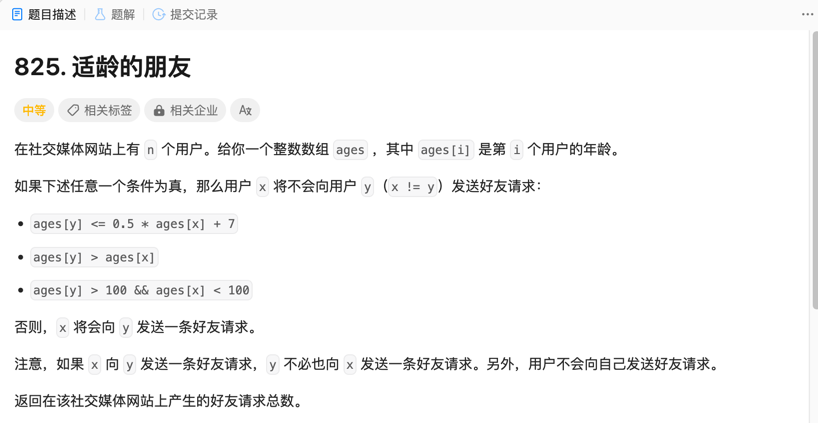 题目描述 题解 提交记录
825. 适龄的朋友
中等 相关标签 相关企业 Aあ
在社交媒体网站上有 n 个用户。给你一个整数数组 ages ，其中 ages[i] 是第 i 个用户的年龄。
如果下述任意一个条件为真，那么用户 x 将不会向用户 y（x != y）发送好友请求：
ages[y] <= 0.5 * ages[x] + 7
ages[y] > ages[x]
ages[y] > 100 && ages[x] < 100
否则，x 将会向 y 发送一条好友请求。
注意，如果 x 向 y 发送一条好友请求，y 不必也向 x 发送一条好友请求。另外，用户不会向自己发送好友请求。
返回在该社交媒体网站上产生的好友请求总数。